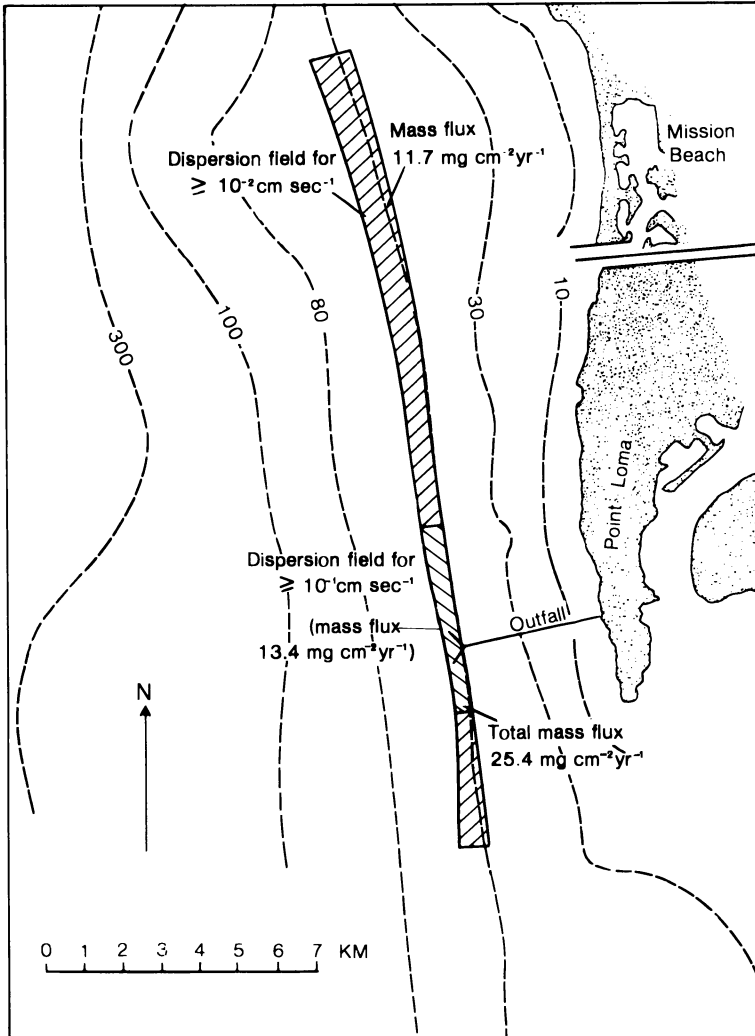 Mission
Beach
Mass flux
11.7 mg cm⁻²yr⁻¹
Dispersion field for
≥ 10⁻²cm sec⁻¹
300
100
80
30
10
Point Loma
Dispersion field for
≥ 10⁻¹cm sec⁻¹
(mass flux
13.4 mg cm⁻²yr⁻¹)
Outfall
N
Total mass flux
25.4 mg cm⁻²yr⁻¹
0 1 2 3 4 5 6 7 KM